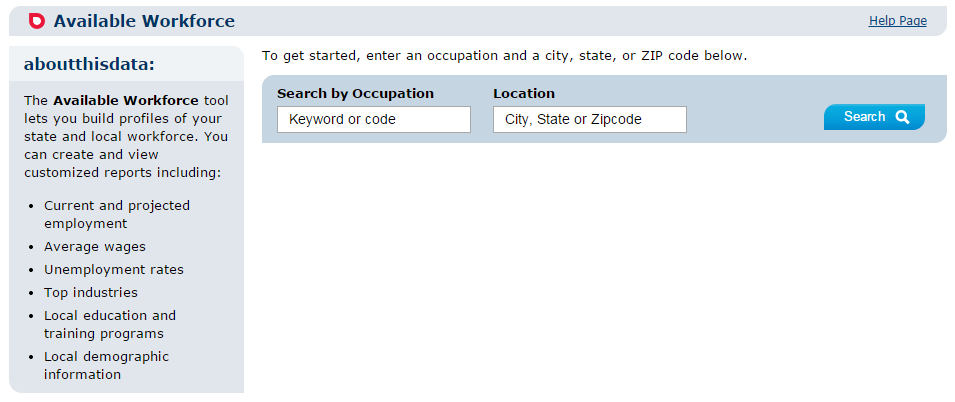 Available Workforce
Help Page
aboutthisdata:
The Available Workforce tool
lets you build profiles of your
state and local workforce. You
can create and view
customized reports including:
Current and projected
employment
Average wages
Unemployment rates
Top industries
Local education and
training programs
Local demographic
information
To get started, enter an occupation and a city, state, or ZIP code below.
Search by Occupation
Keyword or code
Location
City, State or Zipcode
Search